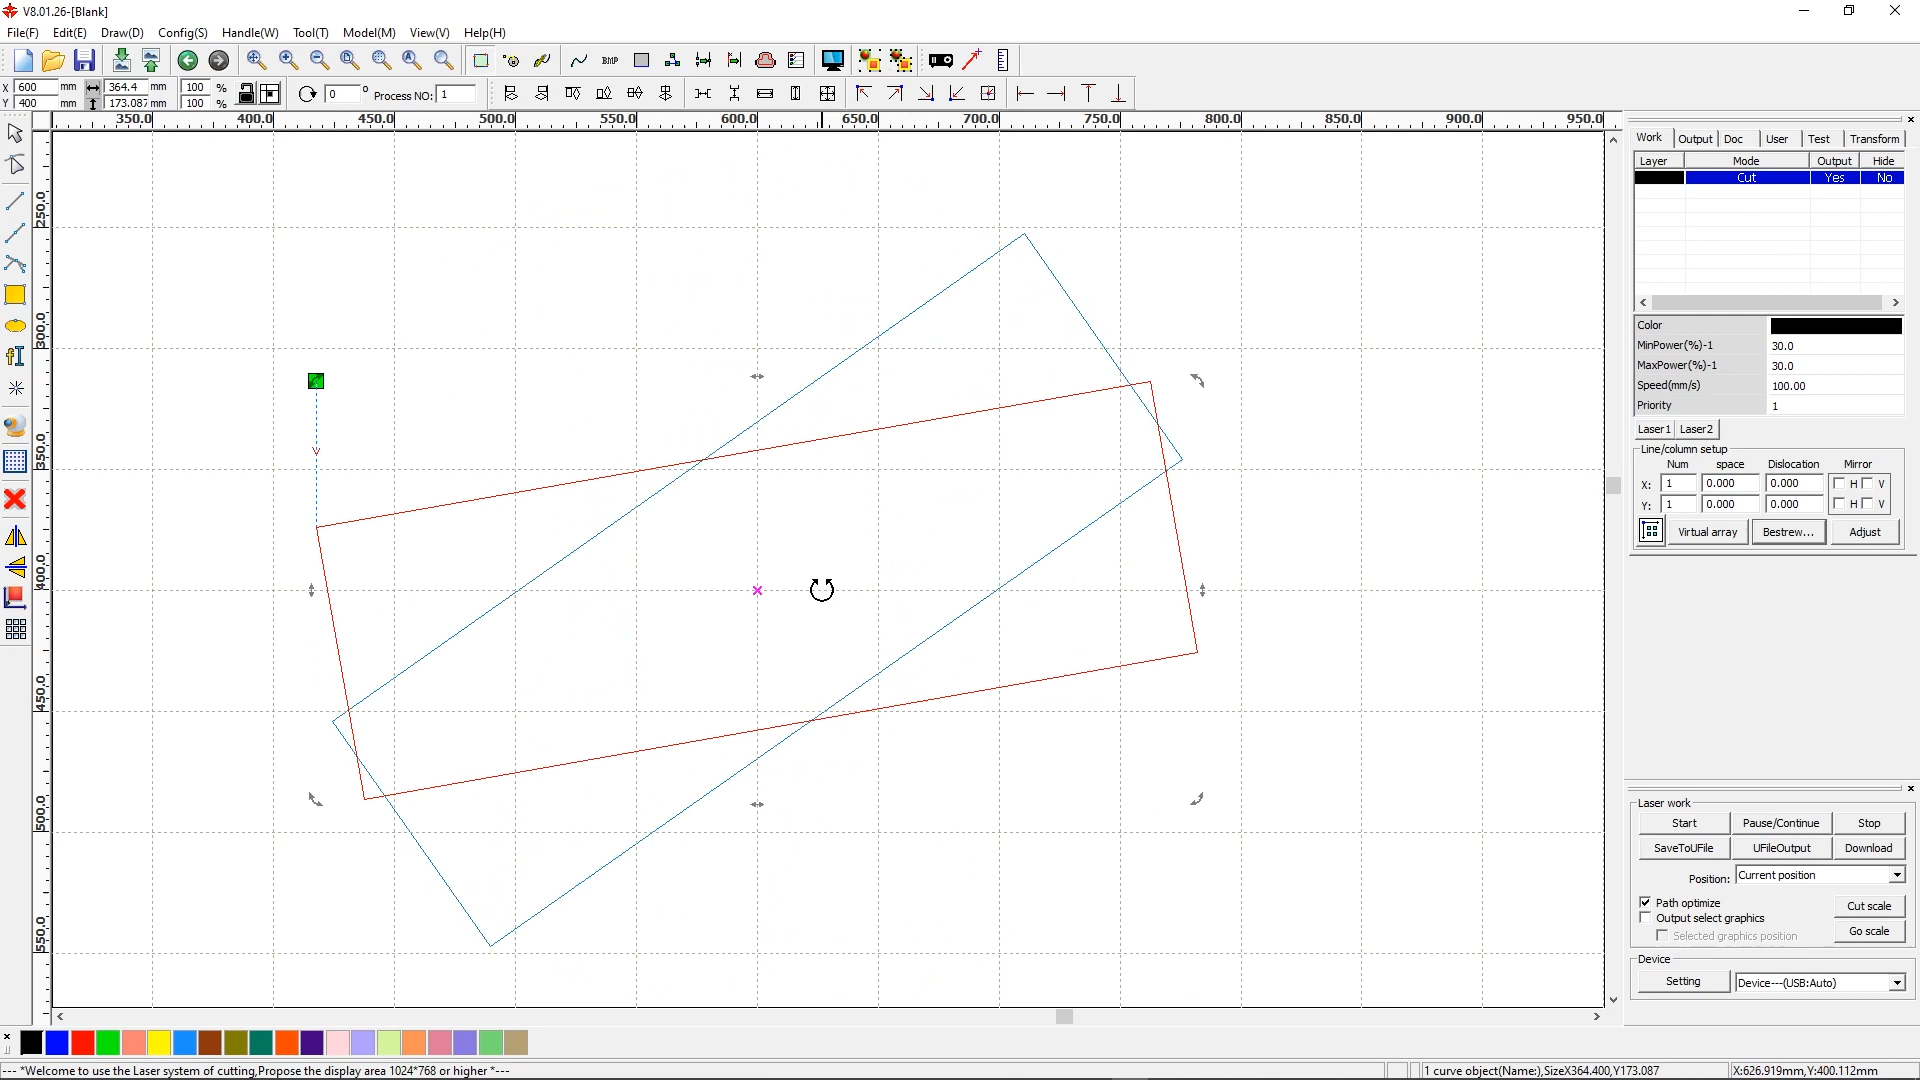 V8.01.26-[Blank]
File(F) Edit(E) Draw(D) Config(S) Handle(W) Tool(T) Model(M) View(V) Help(H)
BMP
X 600 mm 364.4 mm 100 %
Y 400 mm 173.087 mm 100 %
0 ° Process NO: 1
350.0 400.0 450.0 500.0 550.0 600.0 650.0 700.0 750.0 800.0 850.0 900.0 950.0
250.0
300.0
350.0
400.0
450.0
500.0
550.0
Work Output Doc User Test Transform
Layer Mode Output Hide
Cut Yes No
Color
MinPower(%)-1 30.0
MaxPower(%)-1 30.0
Speed(mm/s) 100.00
Priority 1
Laser1 Laser2
Line/column setup
Num space Dislocation Mirror
X: 1 0.000 0.000 H V
Y: 1 0.000 0.000 H V
Virtual array Bestrew... Adjust
Laser work
Start Pause/Continue Stop
SaveToUFile UFileOutput Download
Position: Current position
Path optimize
Cut scale
Output select graphics
Selected graphics position
Go scale
Device
Setting Device---(USB:Auto)
--- *Welcome to use the Laser system of cutting,Propose the display area 1024*768 or higher *---
1 curve object(Name:),SizeX364.400,Y173.087
X:626.919mm,Y:400.112mm